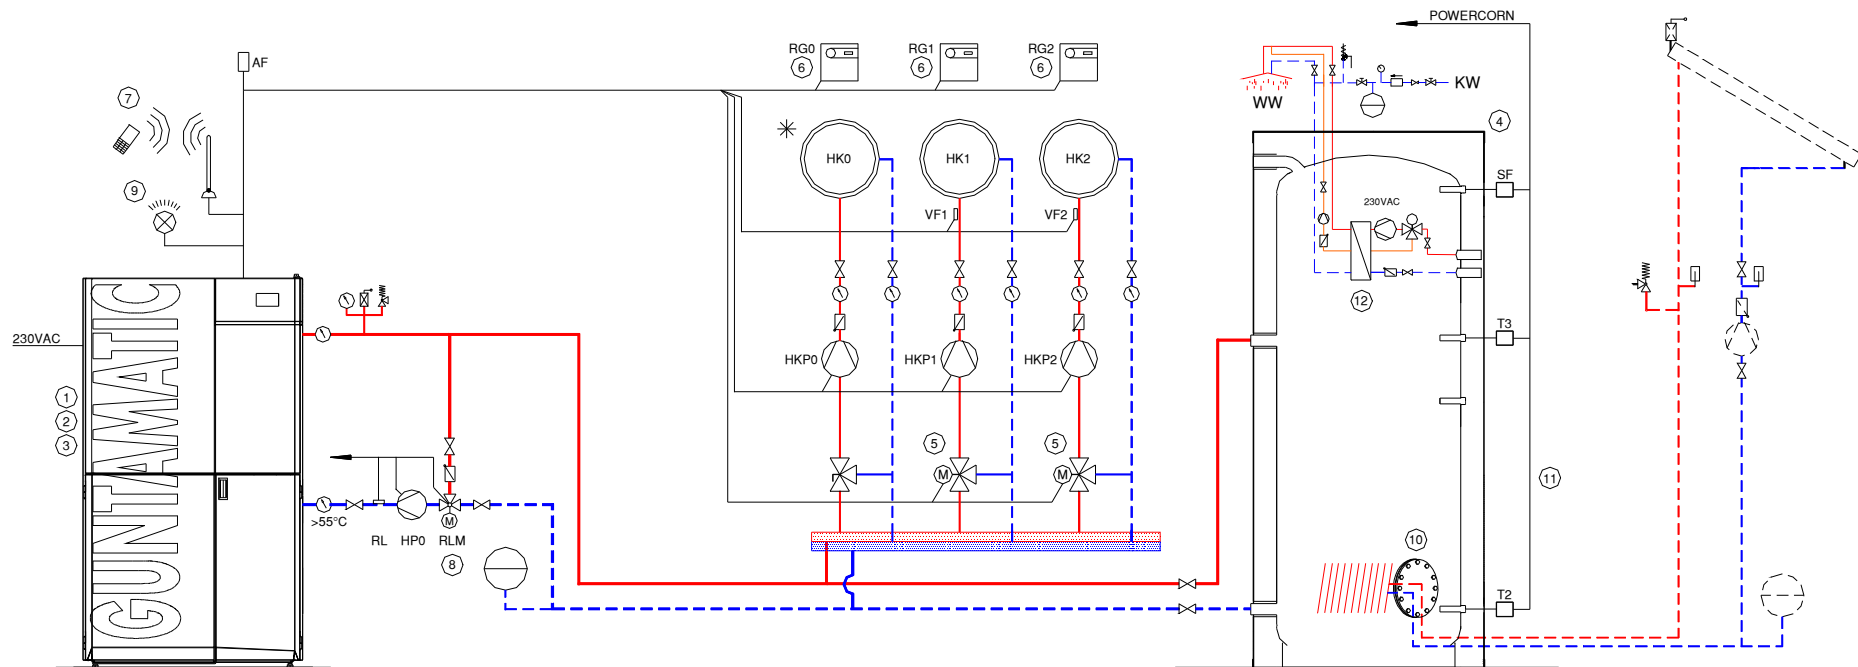 POWERCORN
RG0
RG1
RG2
6
6
6
AF
7
9
WW
KW
4
HK0
HK1
HK2
SF
VF1
VF2
230VAC
12
230VAC
GUNTAMATIC
T3
HKP0
HKP1
HKP2
1
2
3
5
5
M
M
11
>55°C
M
RL
HP0
RLM
8
10
T2